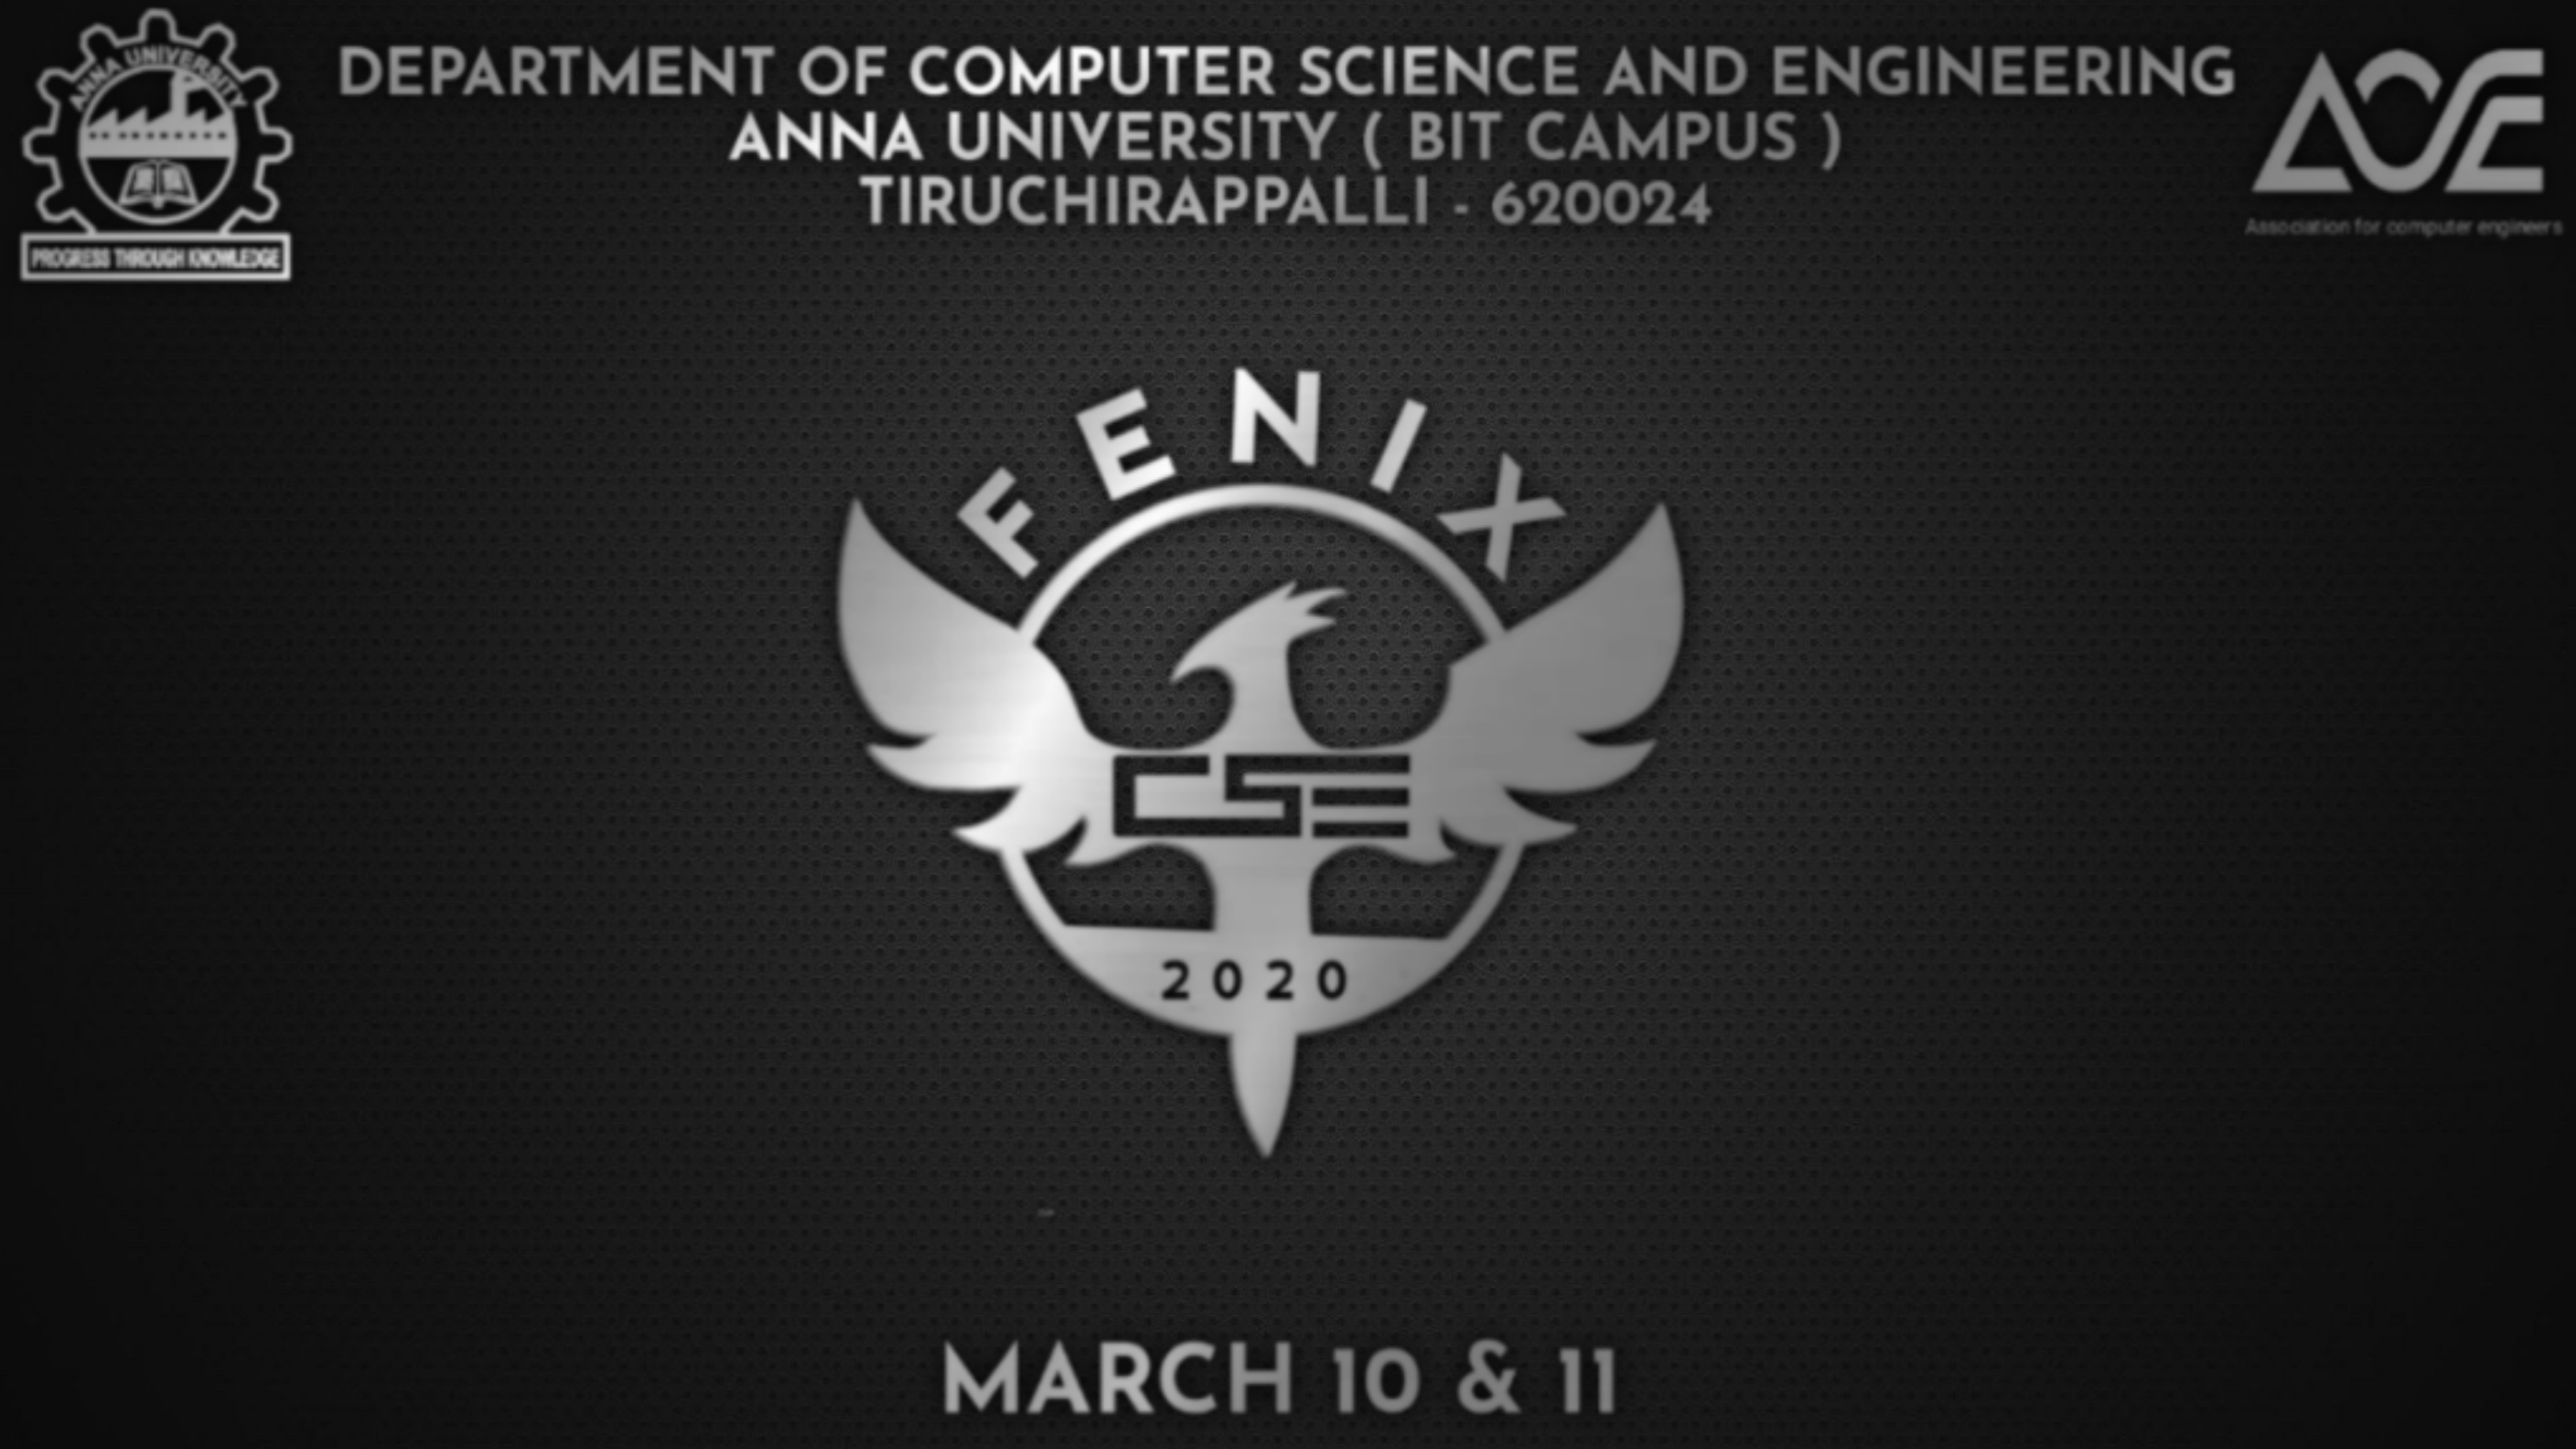 ANNA UNIVERSITY
PROGRESS THROUGH KNOWLEDGE
DEPARTMENT OF COMPUTER SCIENCE AND ENGINEERING
ANNA UNIVERSITY ( BIT CAMPUS )
TIRUCHIRAPPALLI - 620024
ACE
Association for computer engineers
FENIX
CSE
2020
MARCH 10 & 11